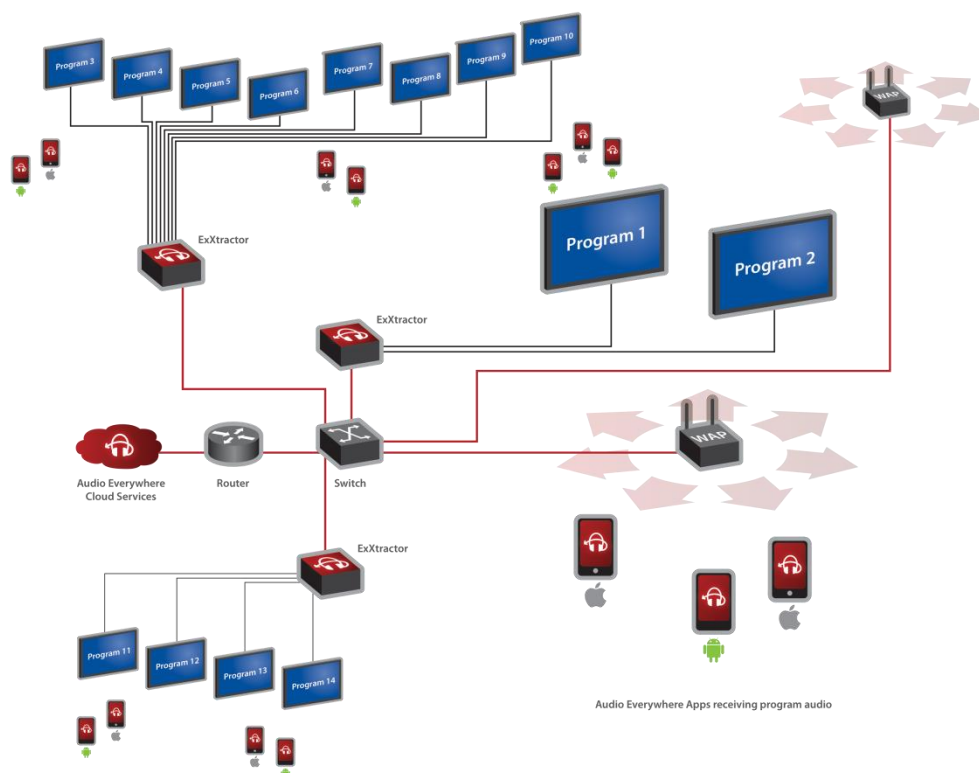 Program 3
Program 4
Program 5
Program 6
Program 7
Program 8
Program 9
Program 10
WAP
ExXtractor
Program 1
Program 2
ExXtractor
WAP
Audio Everywhere
Cloud Services
Router
Switch
ExXtractor
Program 11
Program 12
Program 13
Program 14
Audio Everywhere Apps receiving program audio